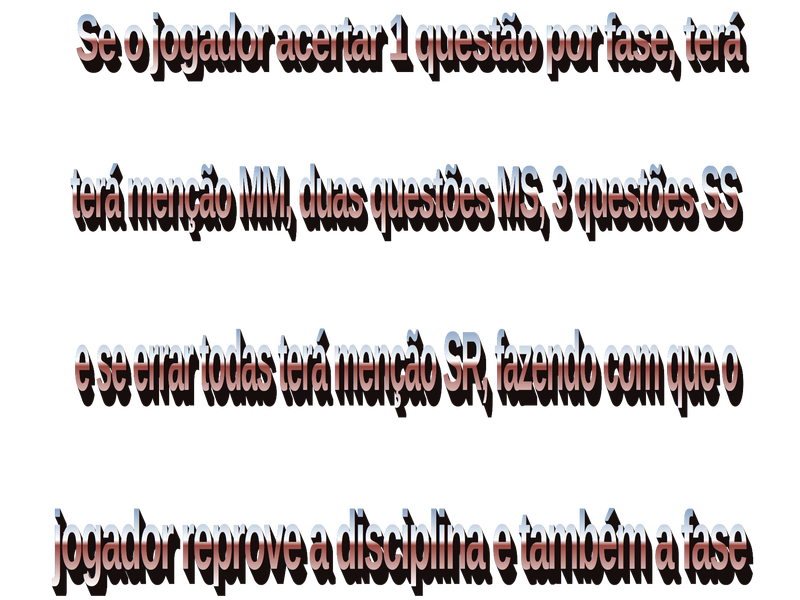 Se o jogador acertar 1 questão por fase, terá
terá menção MM, duas questões MS, 3 questões SS
e se errar todas terá menção SR, fazendo com que o
jogador reprove a disciplina e também a fase